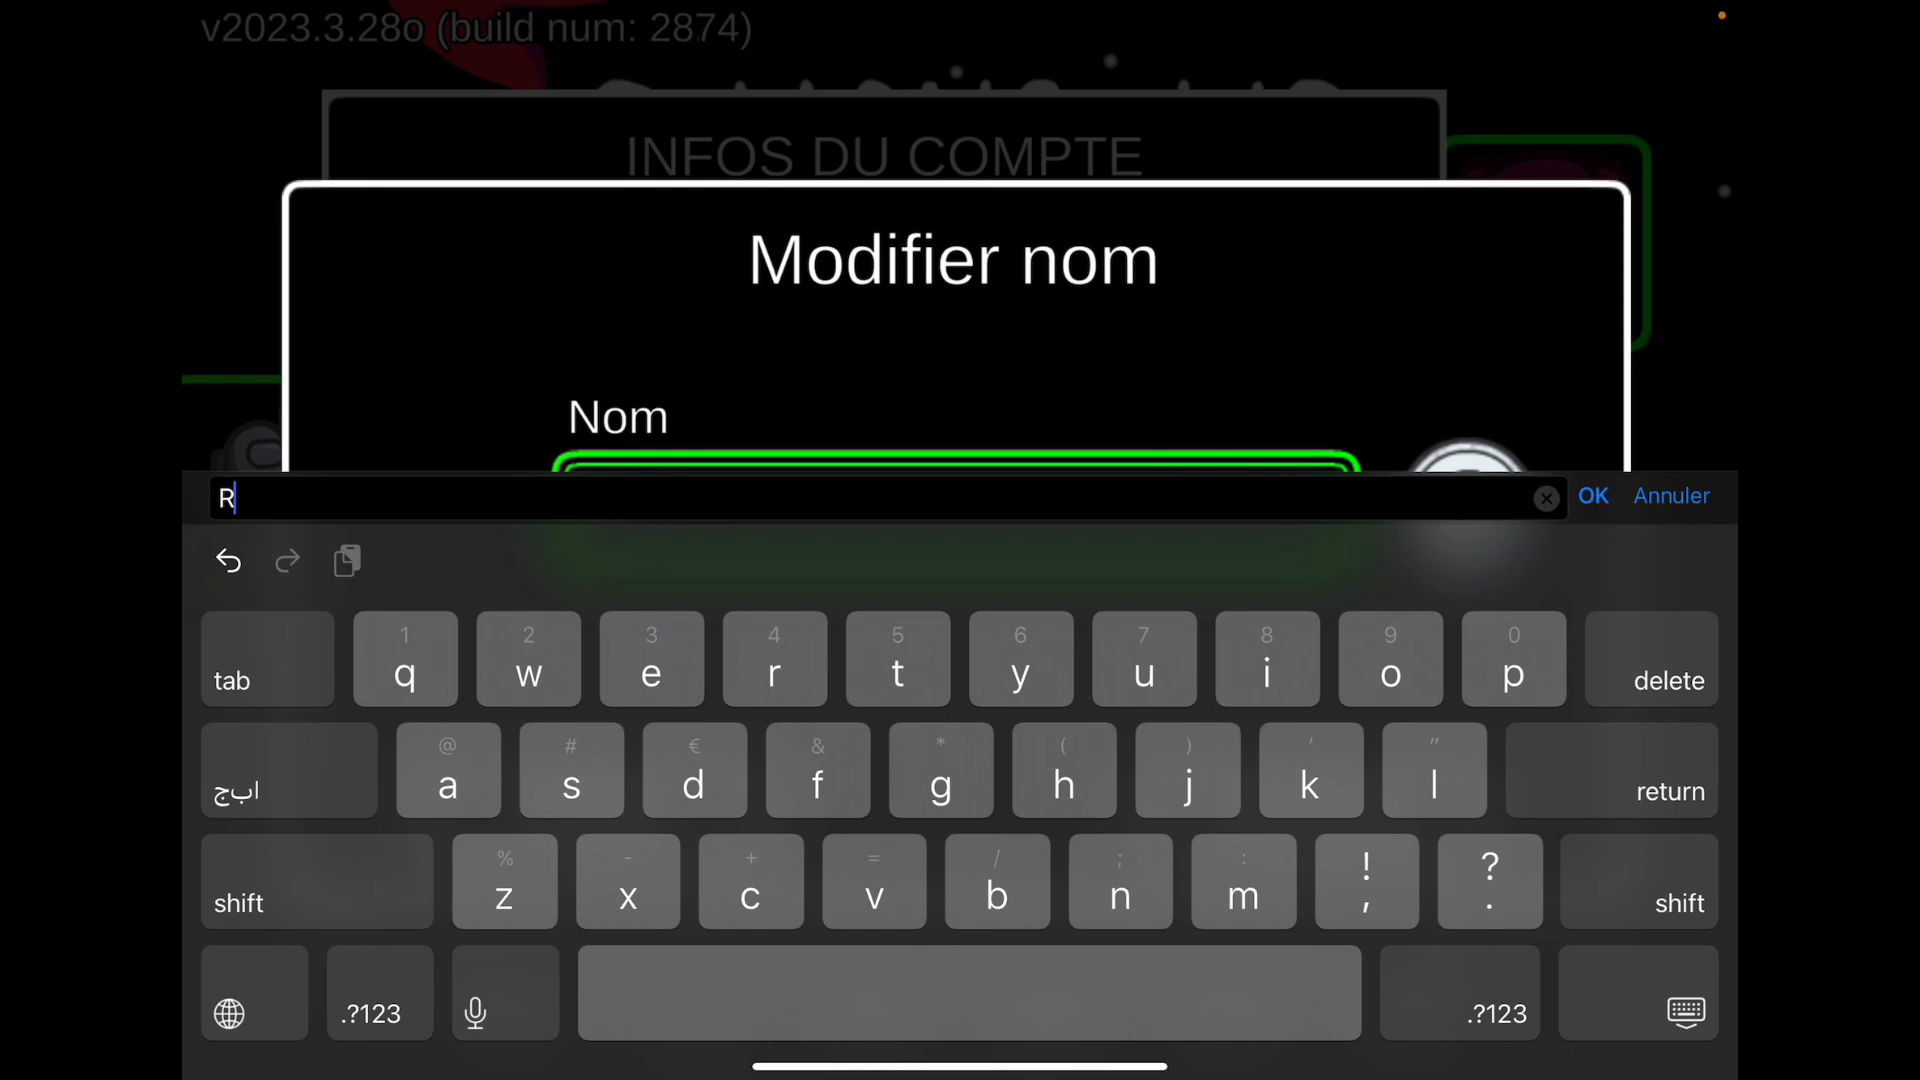 v2023.3.28o (build num: 2874)
INFOS DU COMPTE
Modifier nom
Nom
R
OK Annuler
1 2 3 4 5 6 7 8 9 0
tab q w e r t y u i o p delete
@ # € & * ( ) ' "
ابج a s d f g h j k l return
% - + = / ; : ! ?
shift z x c v b n m , . shift
.?123 .?123